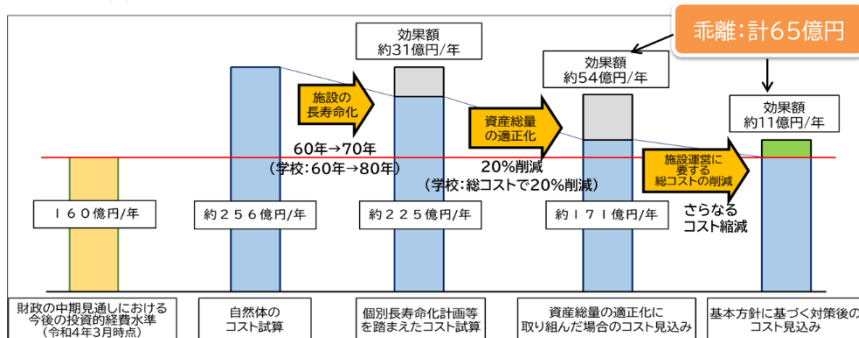 乖離：計65億円
効果額
約31億円/年
効果額
約54億円/年
効果額
約11億円/年
施設の
長寿命化
資産総量
の適正化
施設運営に
要する
総コストの削減
60年→70年
(学校：60年→80年)
20%削減
(学校：総コストで20%削減)
さらなる
コスト縮減
160億円/年
約256億円/年
約225億円/年
約171億円/年
財政の中期見通しにおける
今後の投資的経費水準
(令和4年3月時点)
自然体の
コスト試算
個別長寿命化計画等
を踏まえたコスト試算
資産総量の適正化に
取り組んだ場合のコスト見込み
基本方針に基づく対策後の
コスト見込み